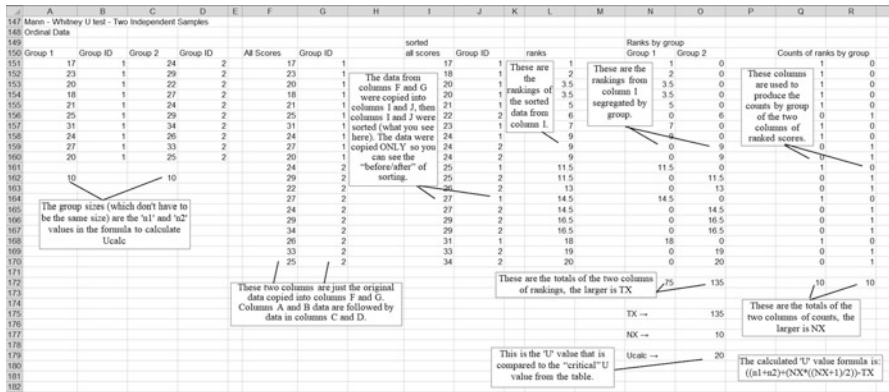 147 Mann - Whitney U test - Two Independent Samples
148 Ordinal Data
149 sorted Ranks by group
150 Group 1 Group ID Group 2 Group ID All Scores Group ID all scores Group ID ranks Group 1 Group 2 Counts of ranks by group
151 17 1 24 2 17 1 17 1 1 1 0 1 0
152 23 1 29 2 23 1 18 1 2 2 0 1 0
153 20 1 22 2 20 1 20 1 3.5 3.5 0 1 0
154 18 1 27 2 18 1 20 1 3.5 3.5 0 1 0
155 21 1 24 2 21 1 21 1 5 5 0 1 0
156 25 1 29 2 25 1 22 2 6 0 6 0 1
157 31 1 34 2 31 1 23 1 7 7 0 1 0
158 24 1 26 2 24 1 24 1 9 9 0 1 0
159 27 1 33 2 27 1 24 2 9 0 9 0 1
160 20 1 25 2 20 1 24 2 9 0 9 0 1
161 24 2 25 1 11.5 11.5 0 1 0
162 10 10 29 2 25 2 11.5 0 11.5 0 1
163 22 2 26 2 13 0 13 0 1
164 27 2 27 1 14.5 14.5 0 1 0
165 24 2 27 2 14.5 0 14.5 0 1
166 29 2 29 2 16.5 0 16.5 0 1
167 34 2 29 2 16.5 0 16.5 0 1
168 26 2 31 1 18 18 0 1 0
169 33 2 33 2 19 0 19 0 1
170 25 2 34 2 20 0 20 0 1
171
172 75 135 10 10
173
174
175 TX → 135
176
177 NX → 10
178
179 Ucalc → 20
180
181
182
The data from
columns F and G
were copied into
columns I and J, then
columns I and J were
sorted (what you see
here). The data were
copied ONLY so you
can see the
"before/after" of
sorting.
These are
the
rankings of
the sorted
data from
column I.
These are the
rankings from
column I
segregated by
group.
These columns
are used to
produce the
counts by group
of the two
columns of
ranked scores.
The group sizes (which don't have to
be the same size) are the 'n1' and 'n2'
values in the formula to calculate
Ucalc
These two columns are just the original
data copied into columns F and G.
Columns A and B data are followed by
data in columns C and D.
These are the totals of the two columns
of rankings, the larger is TX
These are the totals of the
two columns of counts, the
larger is NX
This is the 'U' value that is
compared to the "critical" U
value from the table.
The calculated 'U' value formula is:
((n1+n2)+(NX*((NX+1)/2))-TX